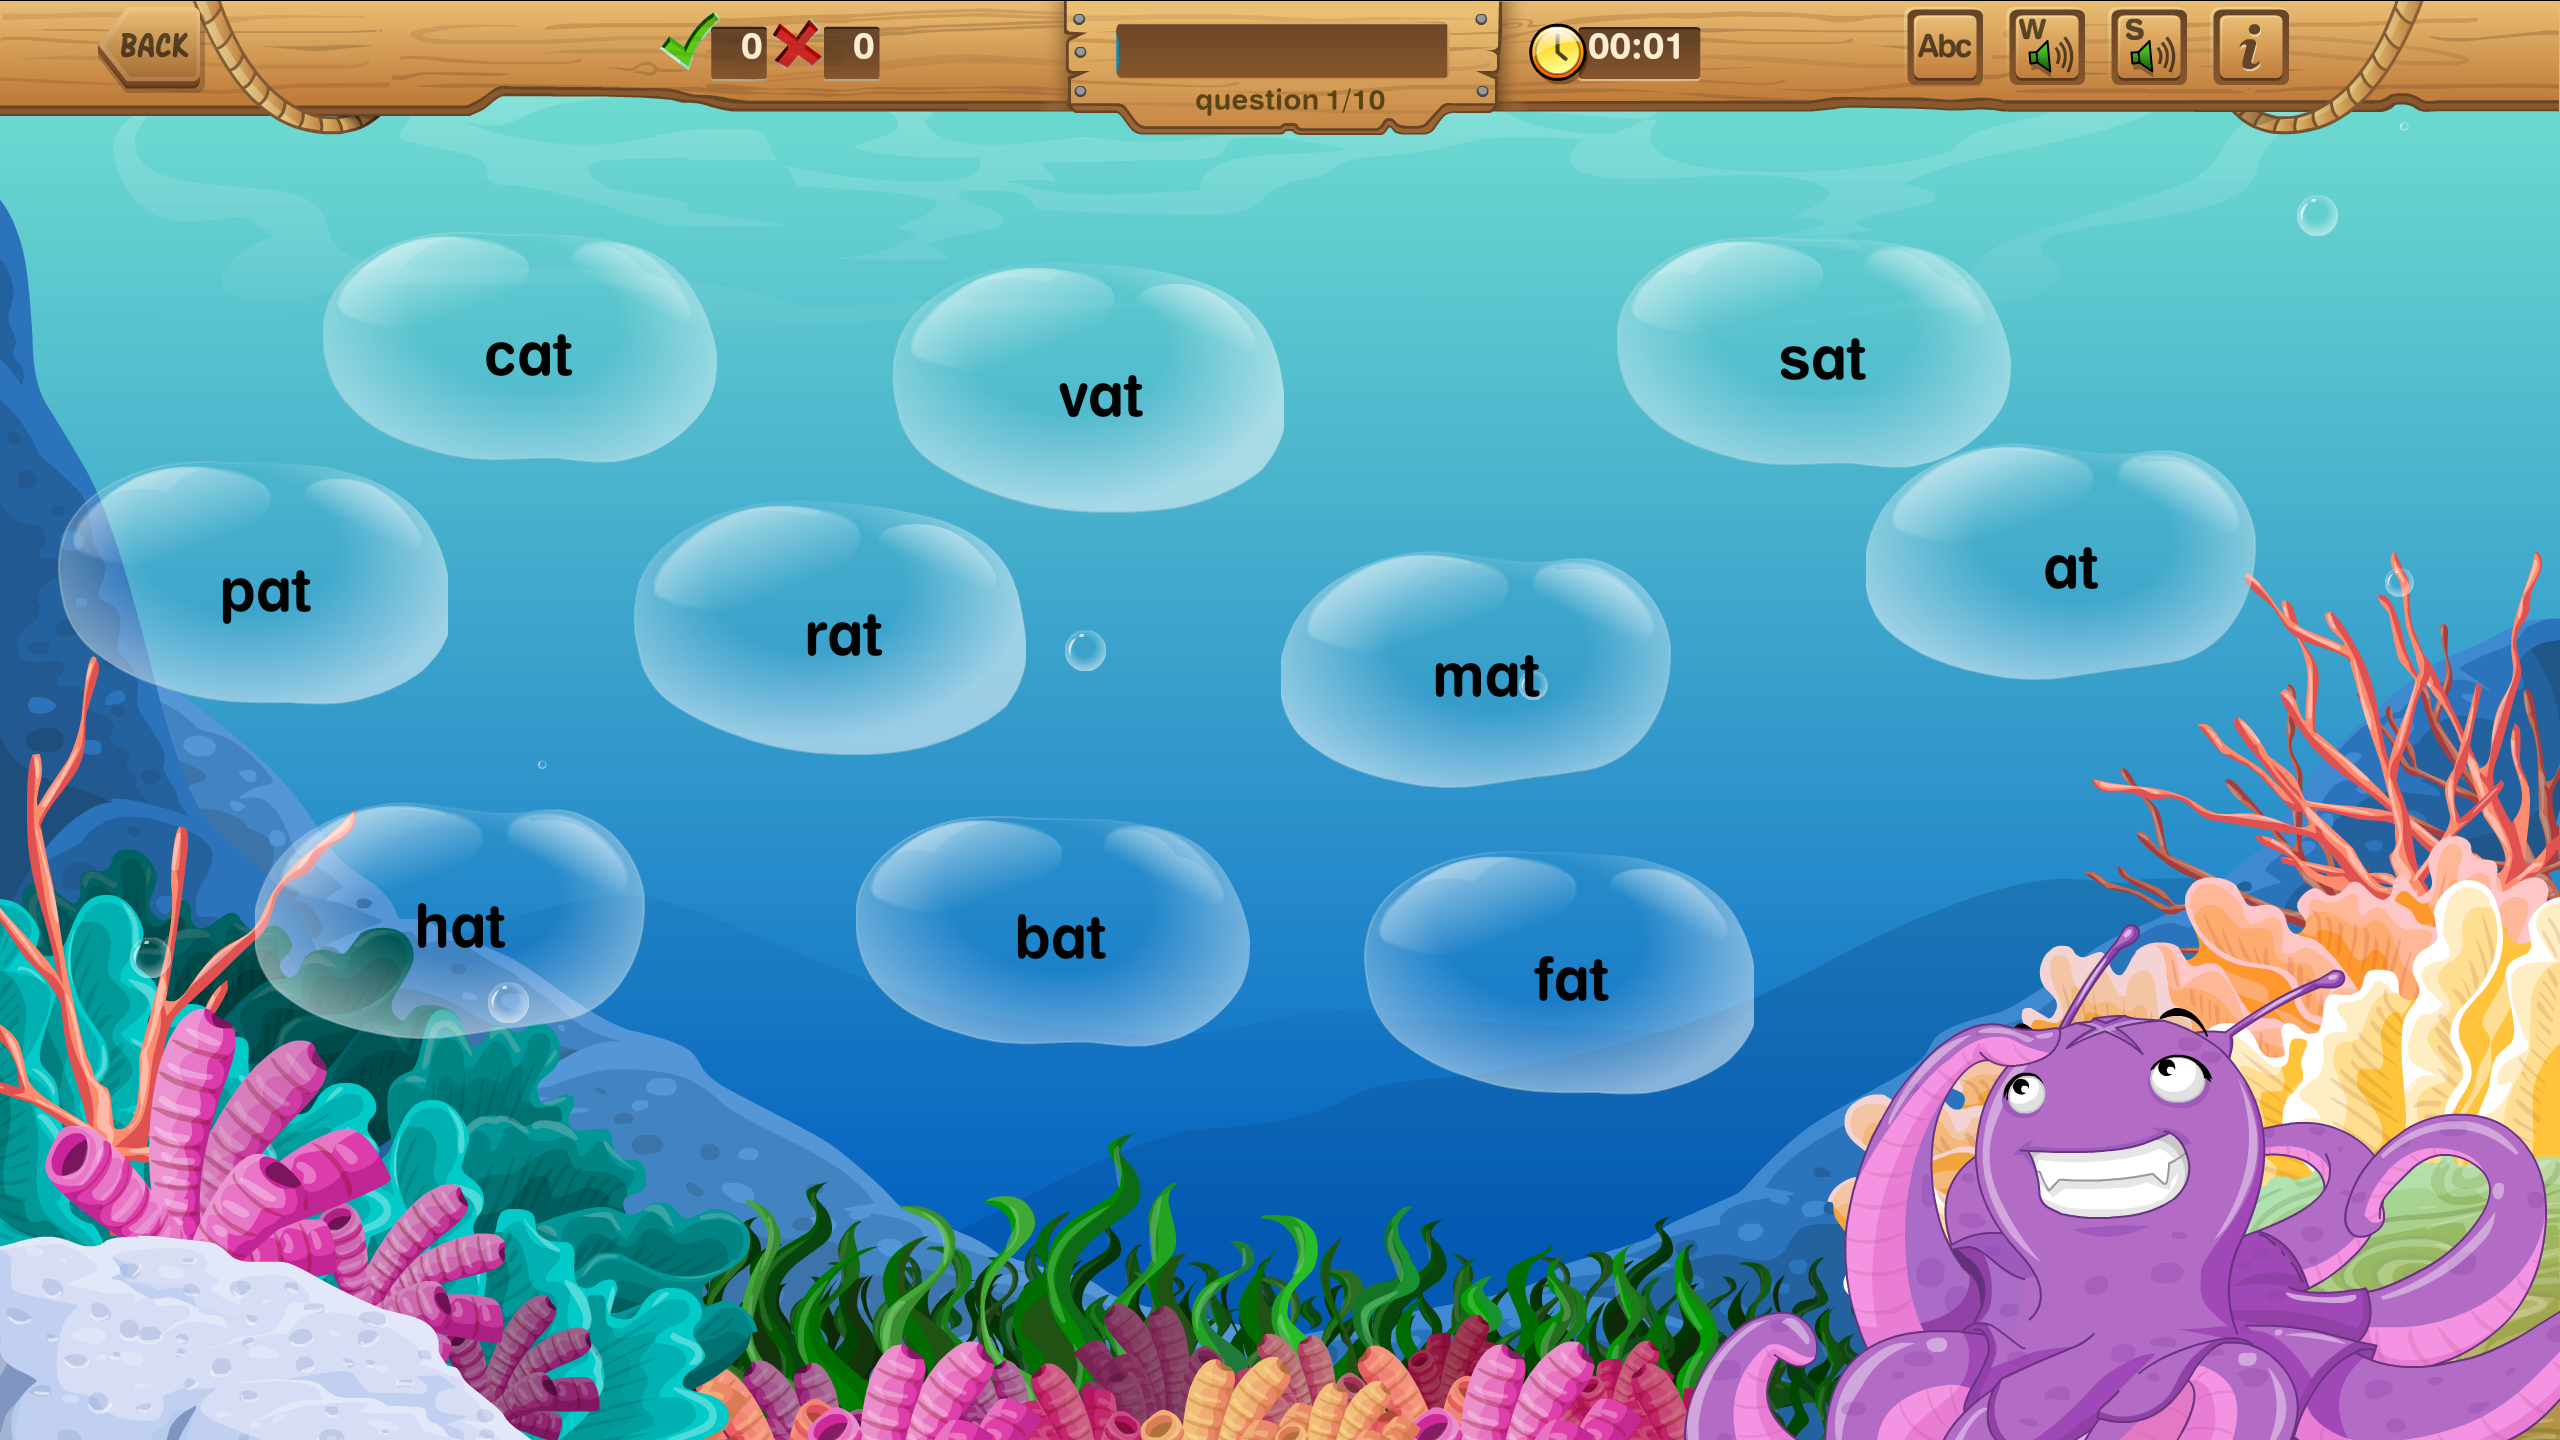 BACK
0
0
00:01
Abc
W
S
i
question 1/10
cat
vat
sat
pat
rat
mat
at
hat
bat
fat